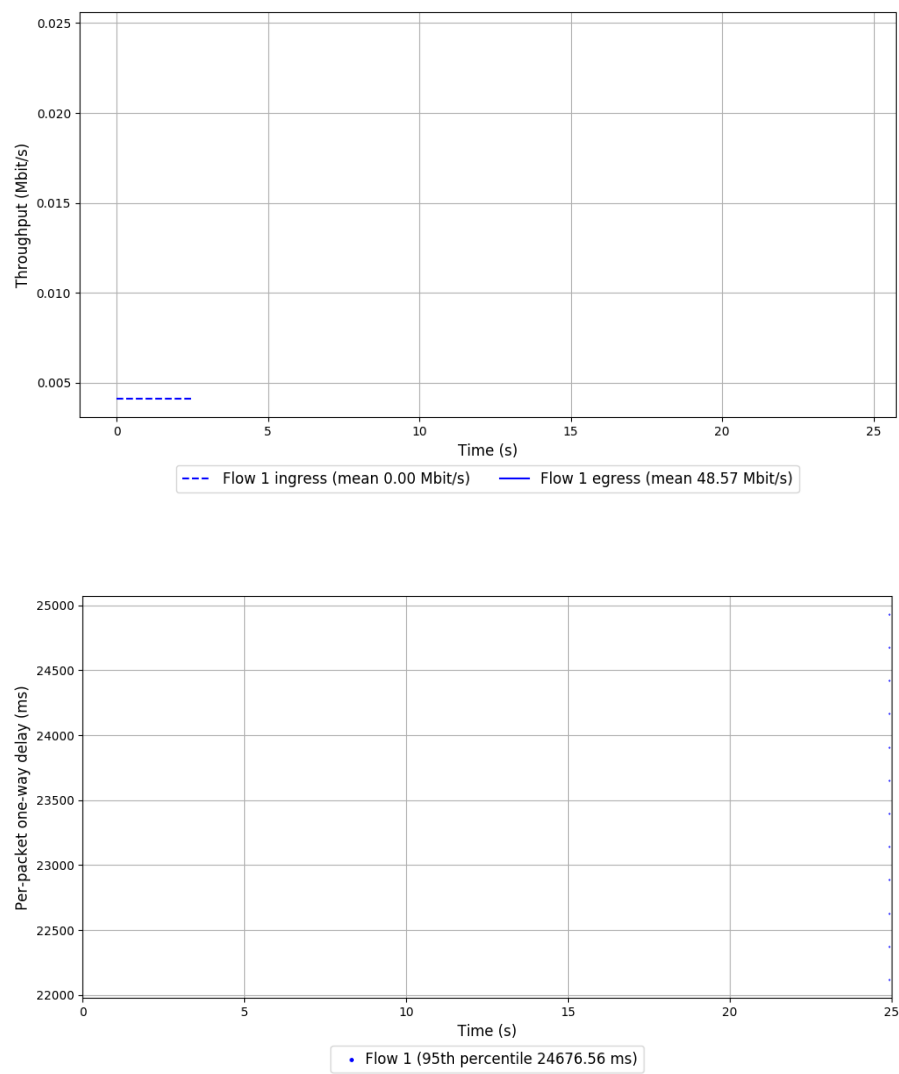 0.025
0.020
0.015
0.010
0.005
Throughput (Mbit/s)
0 5 10 15 20 25
Time (s)
Flow 1 ingress (mean 0.00 Mbit/s) Flow 1 egress (mean 48.57 Mbit/s)
25000
24500
24000
23500
23000
22500
22000
Per-packet one-way delay (ms)
0 5 10 15 20 25
Time (s)
Flow 1 (95th percentile 24676.56 ms)